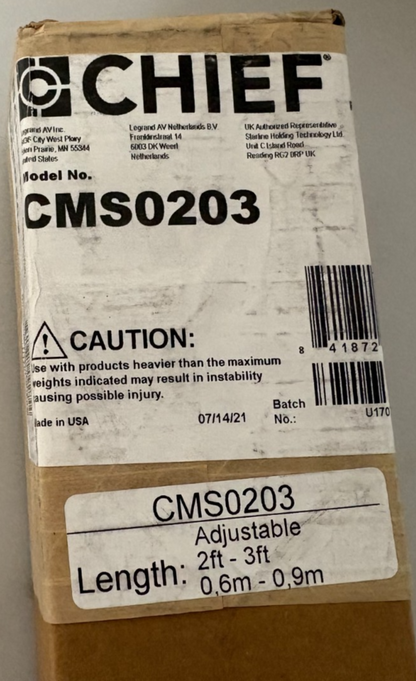 CHIEF®
AV Inc. Legrand AV Netherlands B.V. UK Authorized Representative
City West Pkwy Franklinstraat 14 Starline Holding Technology Ltd.
Prairie, MN 55344 6003 DK Weert Unit C Island Road
States Netherlands Reading RG2 0RP UK
Model No.
CMS0203
CAUTION:
Use with products heavier than the maximum
weights indicated may result in instability
causing possible injury.
8 41872
Made in USA 07/14/21 Batch
No.: U170
CMS0203
Adjustable
Length: 2ft - 3ft
0,6m - 0,9m